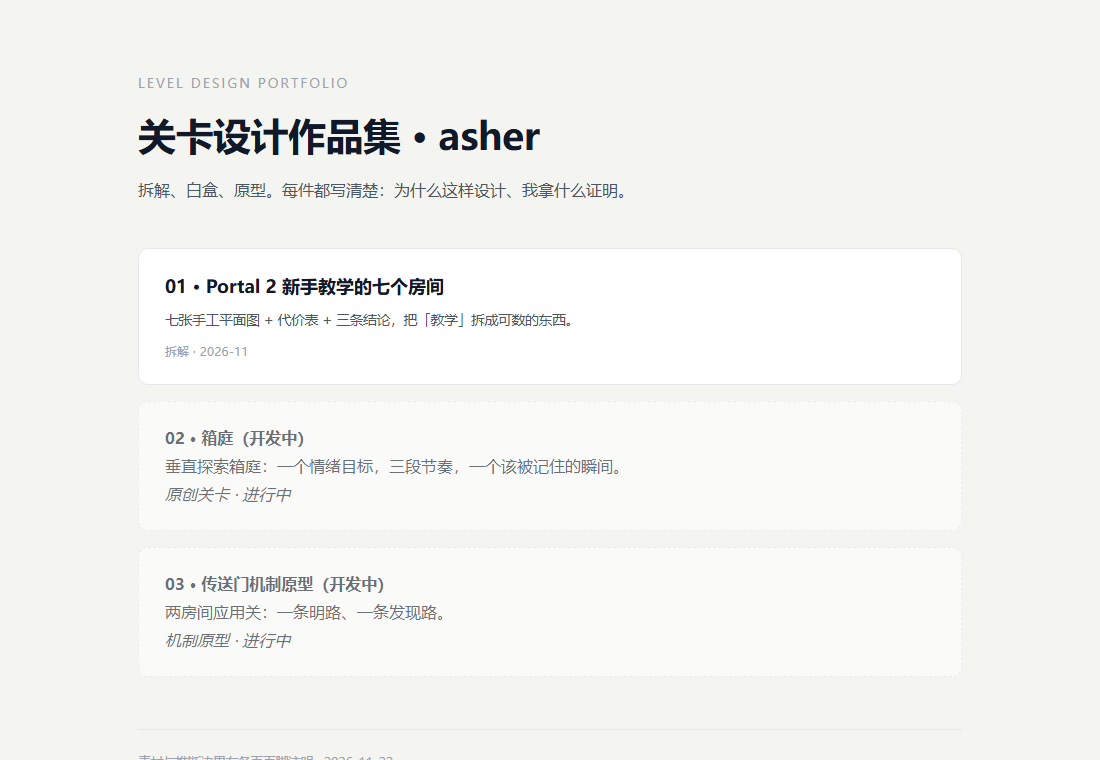 LEVEL DESIGN PORTFOLIO
关卡设计作品集 • asher
拆解、白盒、原型。每件都写清楚：为什么这样设计、我拿什么证明。
01 • Portal 2 新手教学的七个房间
七张手工平面图 + 代价表 + 三条结论，把「教学」拆成可数的东西。
拆解 · 2026-11
02 • 箱庭（开发中）
垂直探索箱庭：一个情绪目标，三段节奏，一个该被记住的瞬间。
原创关卡 · 进行中
03 • 传送门机制原型（开发中）
两房间应用关：一条明路、一条发现路。
机制原型 · 进行中